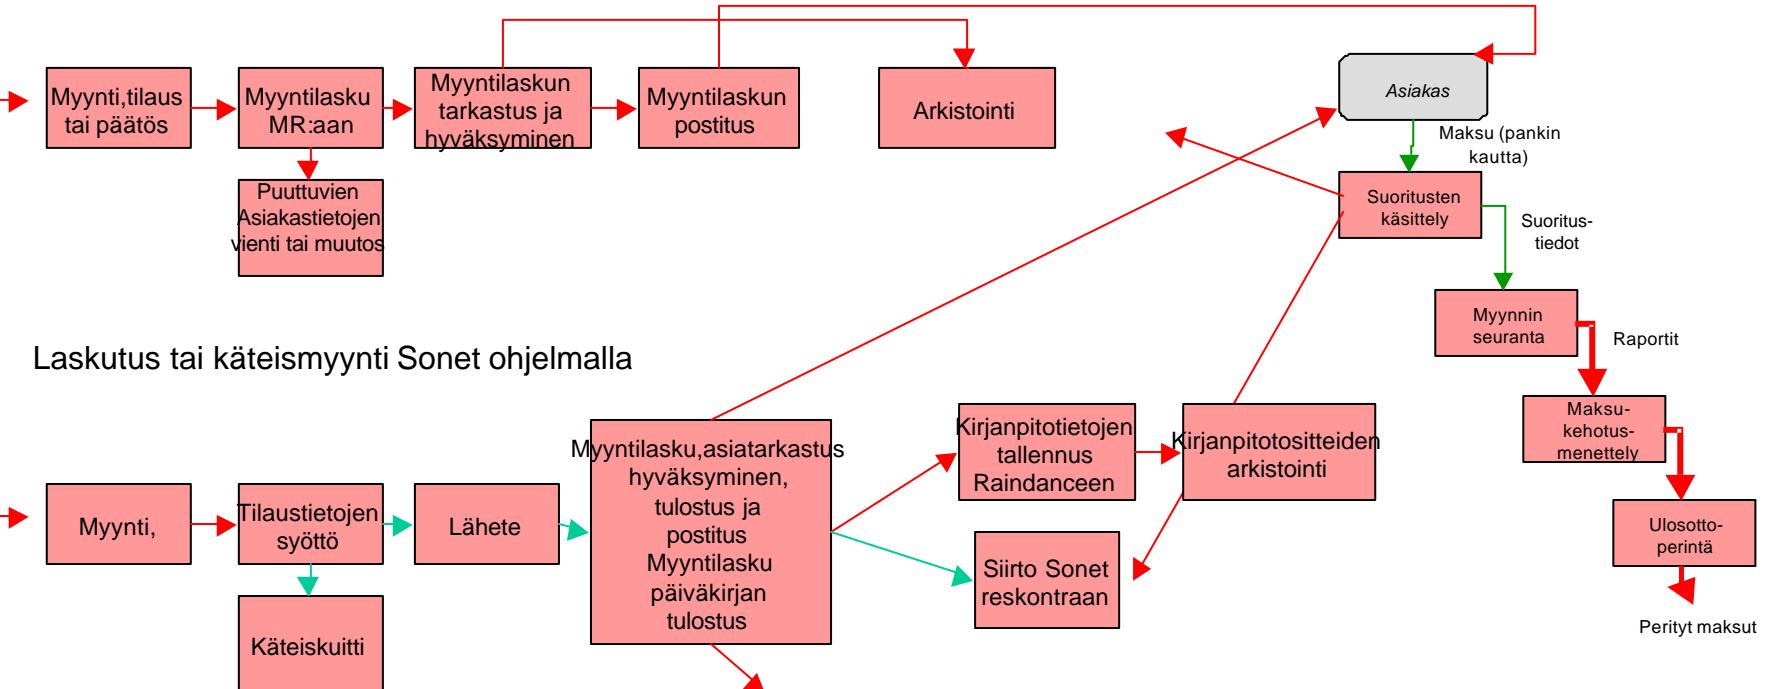 Myynti,tilaus
tai päätös
Myyntilasku
MR:aan
Myyntilaskun
tarkastus ja
hyväksyminen
Myyntilaskun
postitus
Arkistointi
Asiakas
Maksu (pankin
kautta)
Puuttuvien
Asiakastietojen
vienti tai muutos
Suoritusten
käsittely
Suoritus-
tiedot
Myynnin
seuranta
Raportit
Laskutus tai käteismyynti Sonet ohjelmalla
Maksu-
kehotus-
menettely
Myynti,
Tilaustietojen
syöttö
Lähete
Myyntilasku,asiatarkastus
hyväksyminen,
tulostus ja
postitus
Myyntilasku
päiväkirjan
tulostus
Kirjanpitotietojen
tallennus
Raindanceen
Kirjanpitotositteiden
arkistointi
Siirto Sonet
reskontraan
Ulosotto-
perintä
Perityt maksut
Käteiskuitti